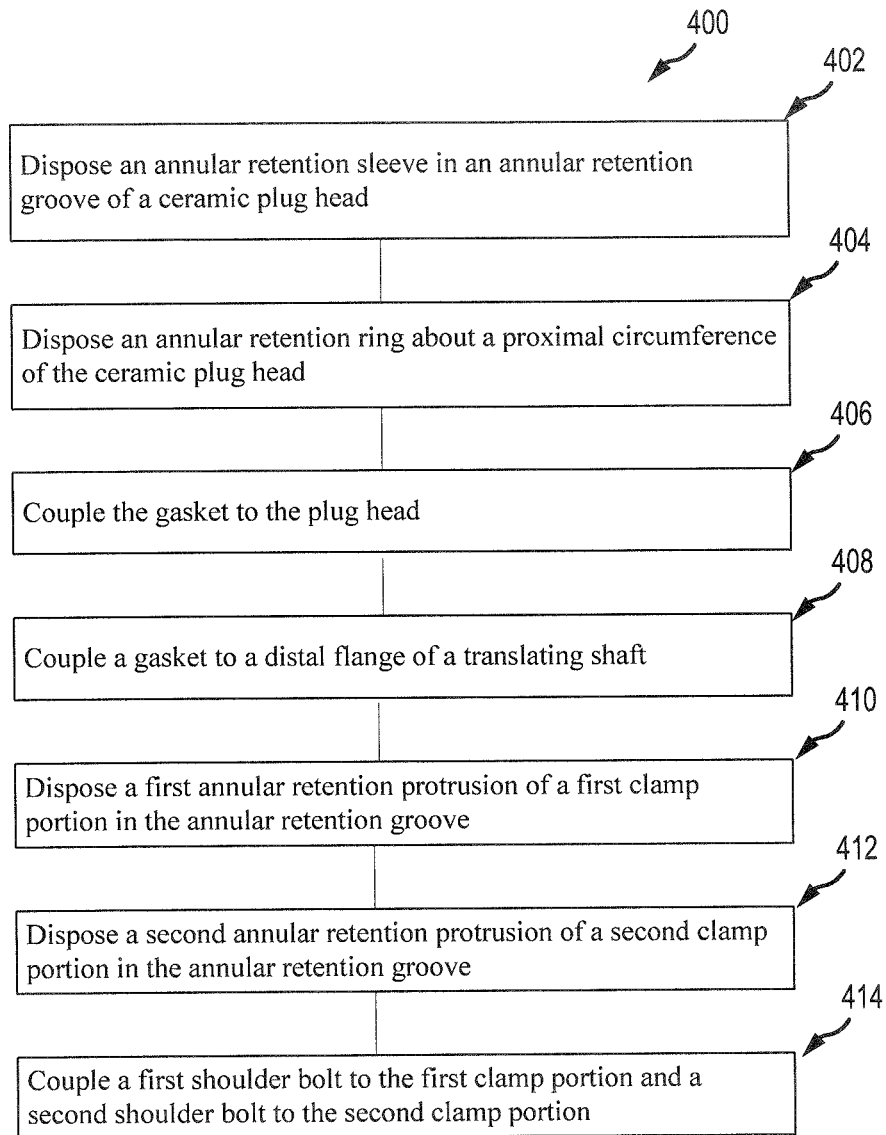 400
402
Dispose an annular retention sleeve in an annular retention
groove of a ceramic plug head
404
Dispose an annular retention ring about a proximal circumference
of the ceramic plug head
406
Couple the gasket to the plug head
408
Couple a gasket to a distal flange of a translating shaft
410
Dispose a first annular retention protrusion of a first clamp
portion in the annular retention groove
412
Dispose a second annular retention protrusion of a second clamp
portion in the annular retention groove
414
Couple a first shoulder bolt to the first clamp portion and a
second shoulder bolt to the second clamp portion